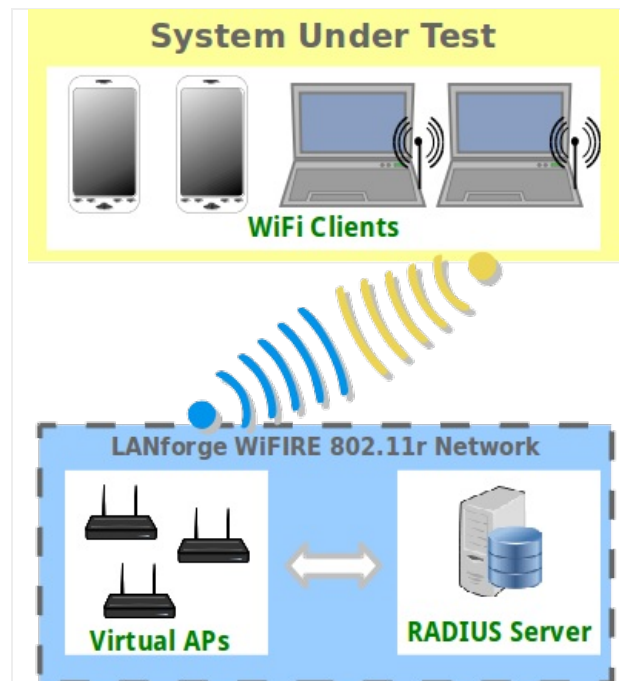 System Under Test
WiFi Clients
LANforge WiFIRE 802.11r Network
Virtual APs
RADIUS Server